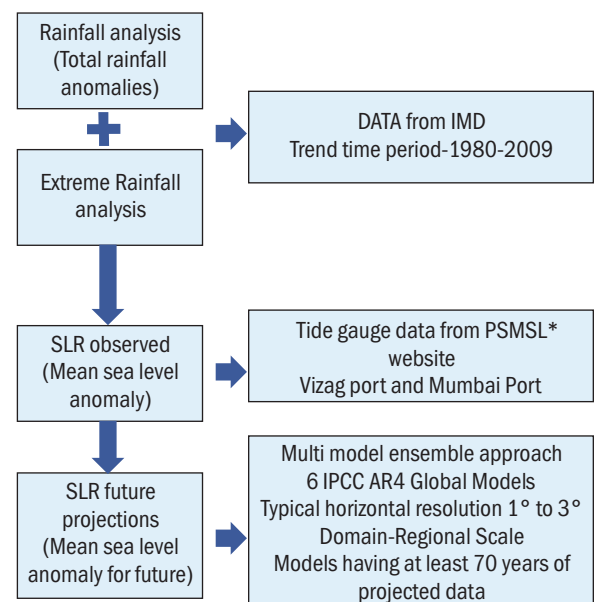 Rainfall analysis
(Total rainfall
anomalies)
DATA from IMD
Trend time period-1980-2009
Extreme Rainfall
analysis
SLR observed
(Mean sea level
anomaly)
Tide gauge data from PSMSL*
website
Vizag port and Mumbai Port
SLR future
projections
(Mean sea level
anomaly for future)
Multi model ensemble approach
6 IPCC AR4 Global Models
Typical horizontal resolution 1° to 3°
Domain-Regional Scale
Models having at least 70 years of
projected data